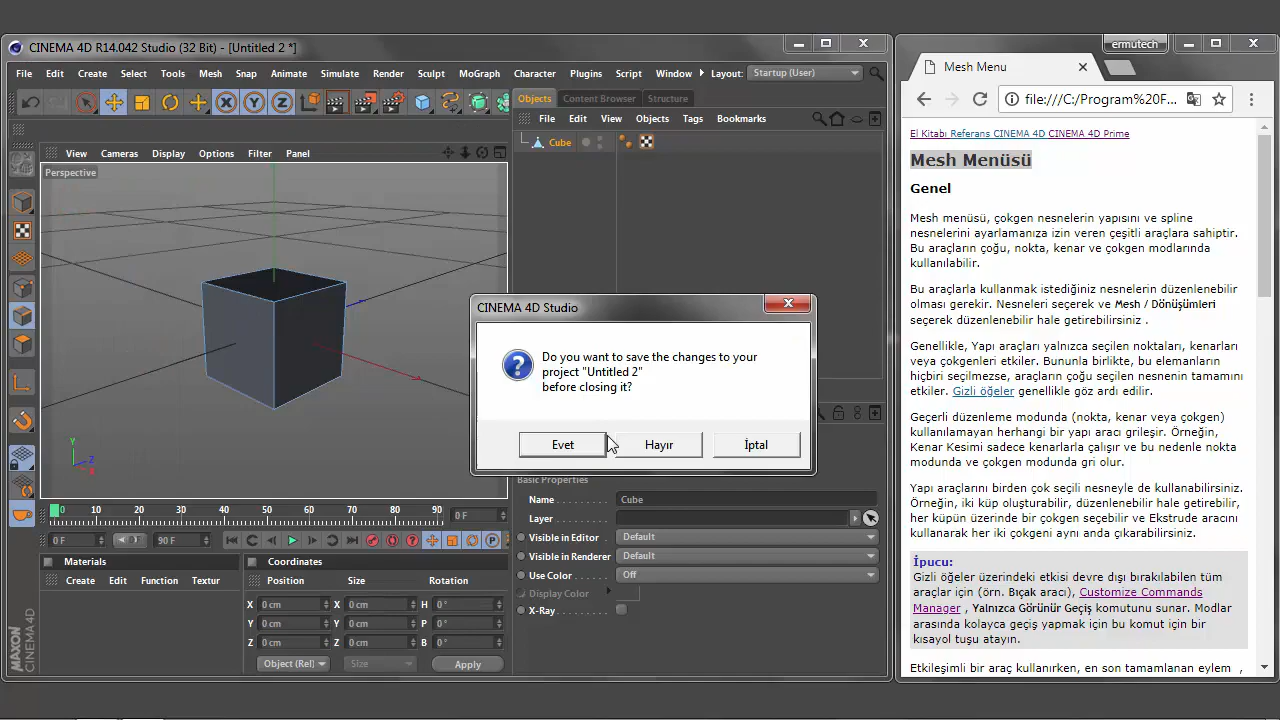 CINEMA 4D R14.042 Studio (32 Bit) - [Untitled 2 *]
File Edit Create Select Tools Mesh Snap Animate Simulate Render Sculpt MoGraph Character Plugins Script Window Layout: Startup (User)
X Y Z
Objects Content Browser Structure
File Edit View Objects Tags Bookmarks
Cube
View Cameras Display Options Filter Panel
Perspective
Y
Z
X
CINEMA 4D Studio
Do you want to save the changes to your
project "Untitled 2"
before closing it?
Evet Hayır İptal
Basic Properties
Name Cube
Layer
Visible in Editor Default
Visible in Renderer Default
Use Color Off
Display Color
X-Ray
0 10 20 30 40 50 60 70 80 90 0 F
0 F 90 F
P
Materials
Create Edit Function Textur
Coordinates
Position Size Rotation
X 0 cm X 0 cm H 0 °
Y 0 cm Y 0 cm P 0 °
Z 0 cm Z 0 cm B 0 °
Object (Rel) Size Apply
MAXON
CINEMA 4D
ermutech
Mesh Menu
file:///C:/Program%20F...
El Kitabı Referans CINEMA 4D CINEMA 4D Prime
Mesh Menüsü
Genel
Mesh menüsü, çokgen nesnelerin yapısını ve spline
nesnelerini ayarlamanıza izin veren çeşitli araçlara sahiptir.
Bu araçların çoğu, nokta, kenar ve çokgen modlarında
kullanılabilir.
Bu araçlarla kullanmak istediğiniz nesnelerin düzenlenebilir
olması gerekir. Nesneleri seçerek ve Mesh / Dönüşümleri
seçerek düzenlenebilir hale getirebilirsiniz .
Genellikle, Yapı araçları yalnızca seçilen noktaları, kenarları
veya çokgenleri etkiler. Bununla birlikte, bu elemanların
hiçbiri seçilmezse, araçların çoğu seçilen nesnenin tamamını
etkiler. Gizli öğeler genellikle göz ardı edilir.
Geçerli düzenleme modunda (nokta, kenar veya çokgen)
kullanılamayan herhangi bir yapı aracı grileşir. Örneğin,
Kenar Kesimi sadece kenarlarla çalışır ve bu nedenle nokta
modunda ve çokgen modunda gri olur.
Yapı araçlarını birden çok seçili nesneyle de kullanabilirsiniz.
Örneğin, iki küp oluşturabilir, düzenlenebilir hale getirebilir,
her küpün üzerinde bir çokgen seçebilir ve Ekstrude aracını
kullanarak her iki çokgeni aynı anda çıkarabilirsiniz.
İpucu:
Gizli öğeler üzerindeki etkisi devre dışı bırakılabilen tüm
araçlar için (örn. Bıçak aracı), Customize Commands
Manager , Yalnızca Görünür Geçiş komutunu sunar. Modlar
arasında kolayca geçiş yapmak için bu komut için bir
kısayol tuşu atayın.
Etkileşimli bir araç kullanırken, en son tamamlanan eylem ,